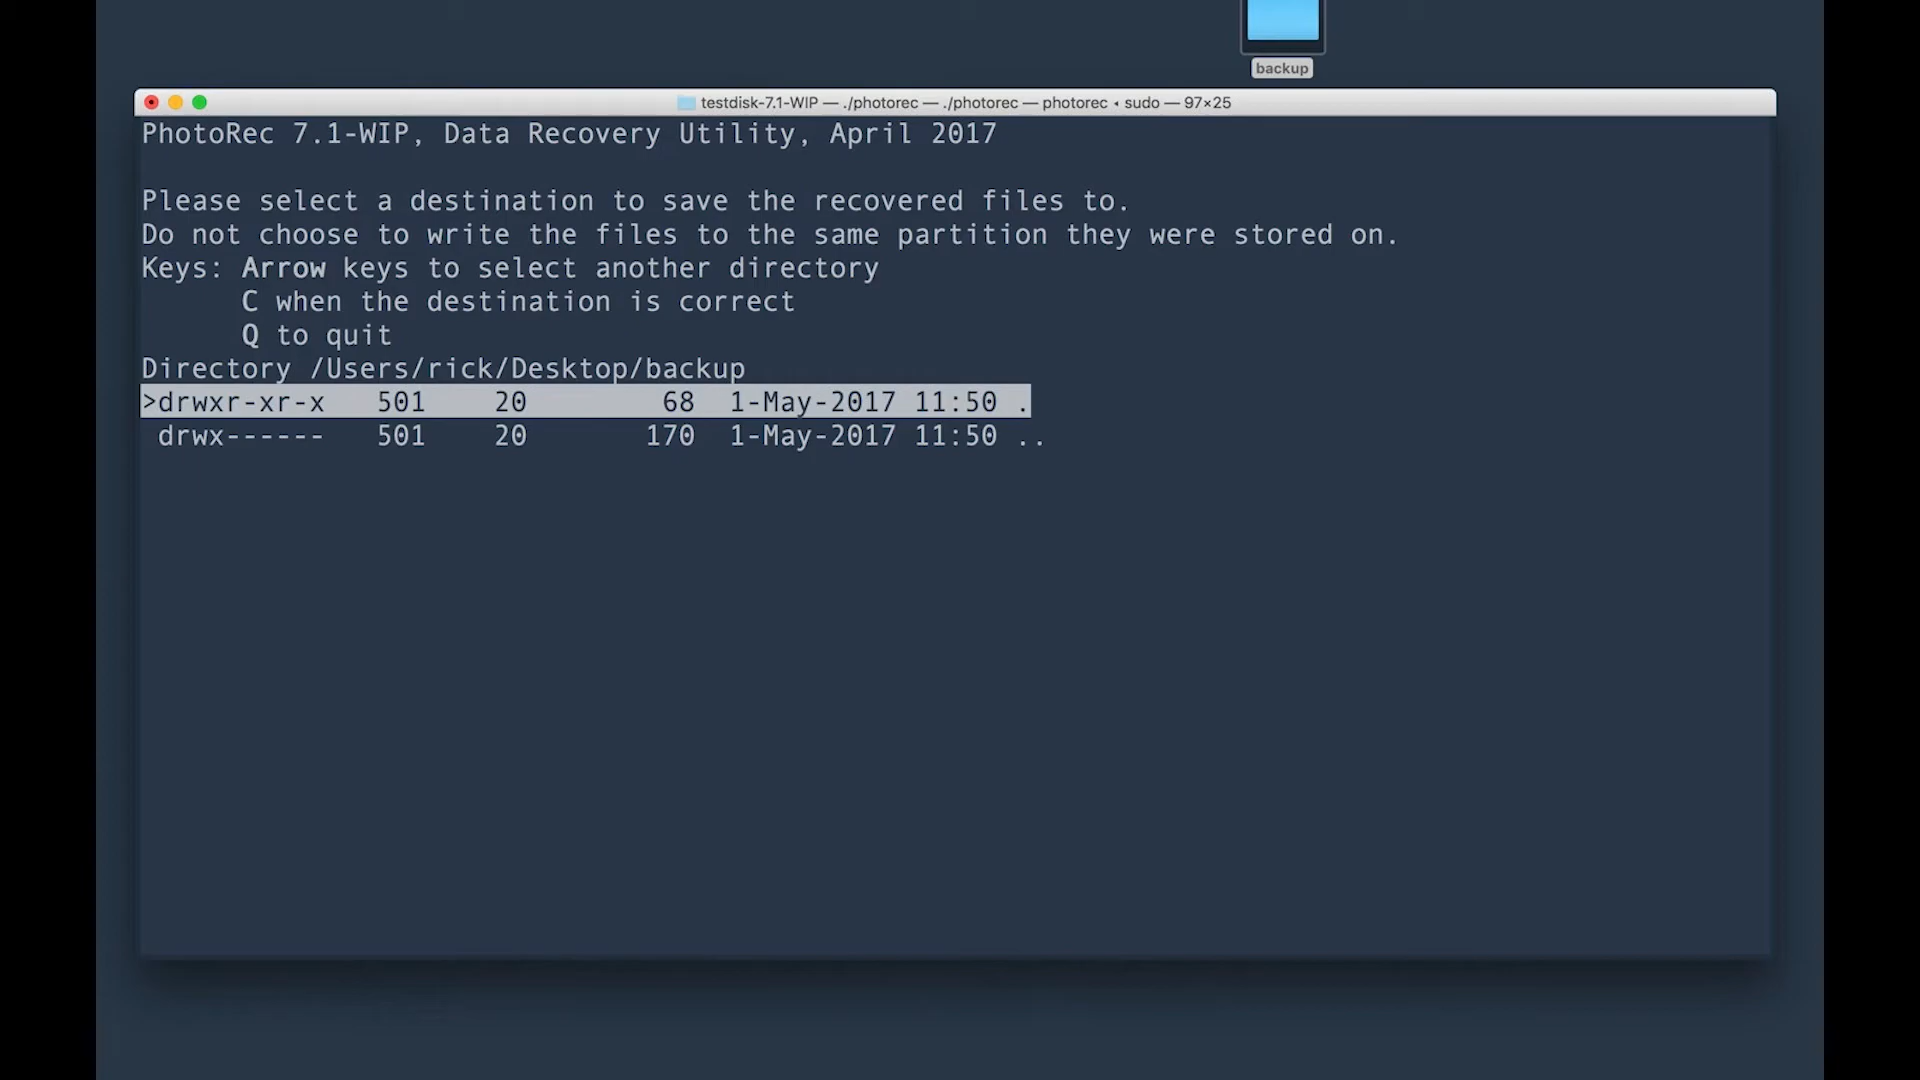 backup
testdisk-7.1-WIP — ./photorec — ./photorec — photorec ◂ sudo — 97×25
PhotoRec 7.1-WIP, Data Recovery Utility, April 2017
Please select a destination to save the recovered files to.
Do not choose to write the files to the same partition they were stored on.
Keys: Arrow keys to select another directory
C when the destination is correct
Q to quit
Directory /Users/rick/Desktop/backup
>drwxr-xr-x 501 20 68 1-May-2017 11:50 .
drwx------ 501 20 170 1-May-2017 11:50 ..